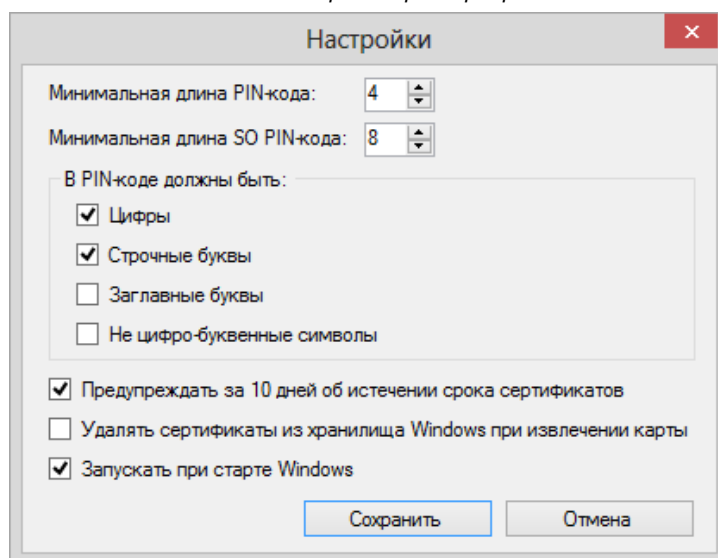 Настройки
Минимальная длина PIN-кода: 4
Минимальная длина SO PIN-кода: 8
В PIN-коде должны быть:
Цифры
Строчные буквы
Заглавные буквы
Не цифро-буквенные символы
Предупреждать за 10 дней об истечении срока сертификатов
Удалять сертификаты из хранилища Windows при извлечении карты
Запускать при старте Windows
Сохранить Отмена